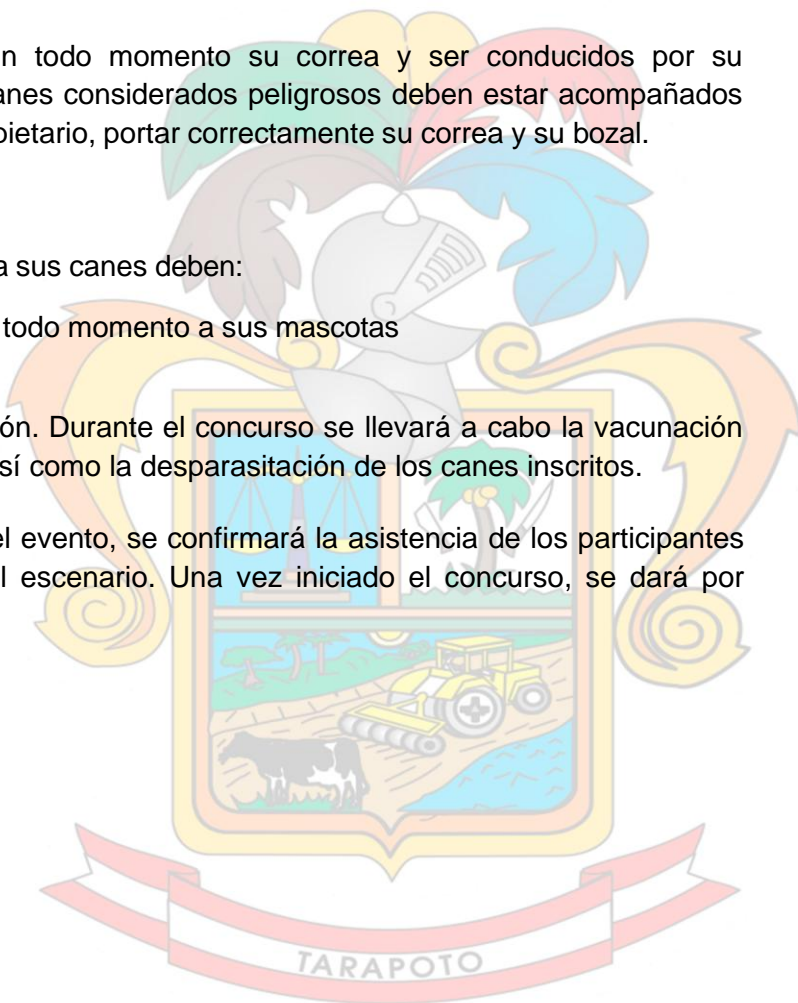 n todo momento su correa y ser conducidos por su
anes considerados peligrosos deben estar acompañados
pietario, portar correctamente su correa y su bozal.
a sus canes deben:
todo momento a sus mascotas
ón. Durante el concurso se llevará a cabo la vacunación
sí como la desparasitación de los canes inscritos.
el evento, se confirmará la asistencia de los participantes
l escenario. Una vez iniciado el concurso, se dará por
TARAPOTO